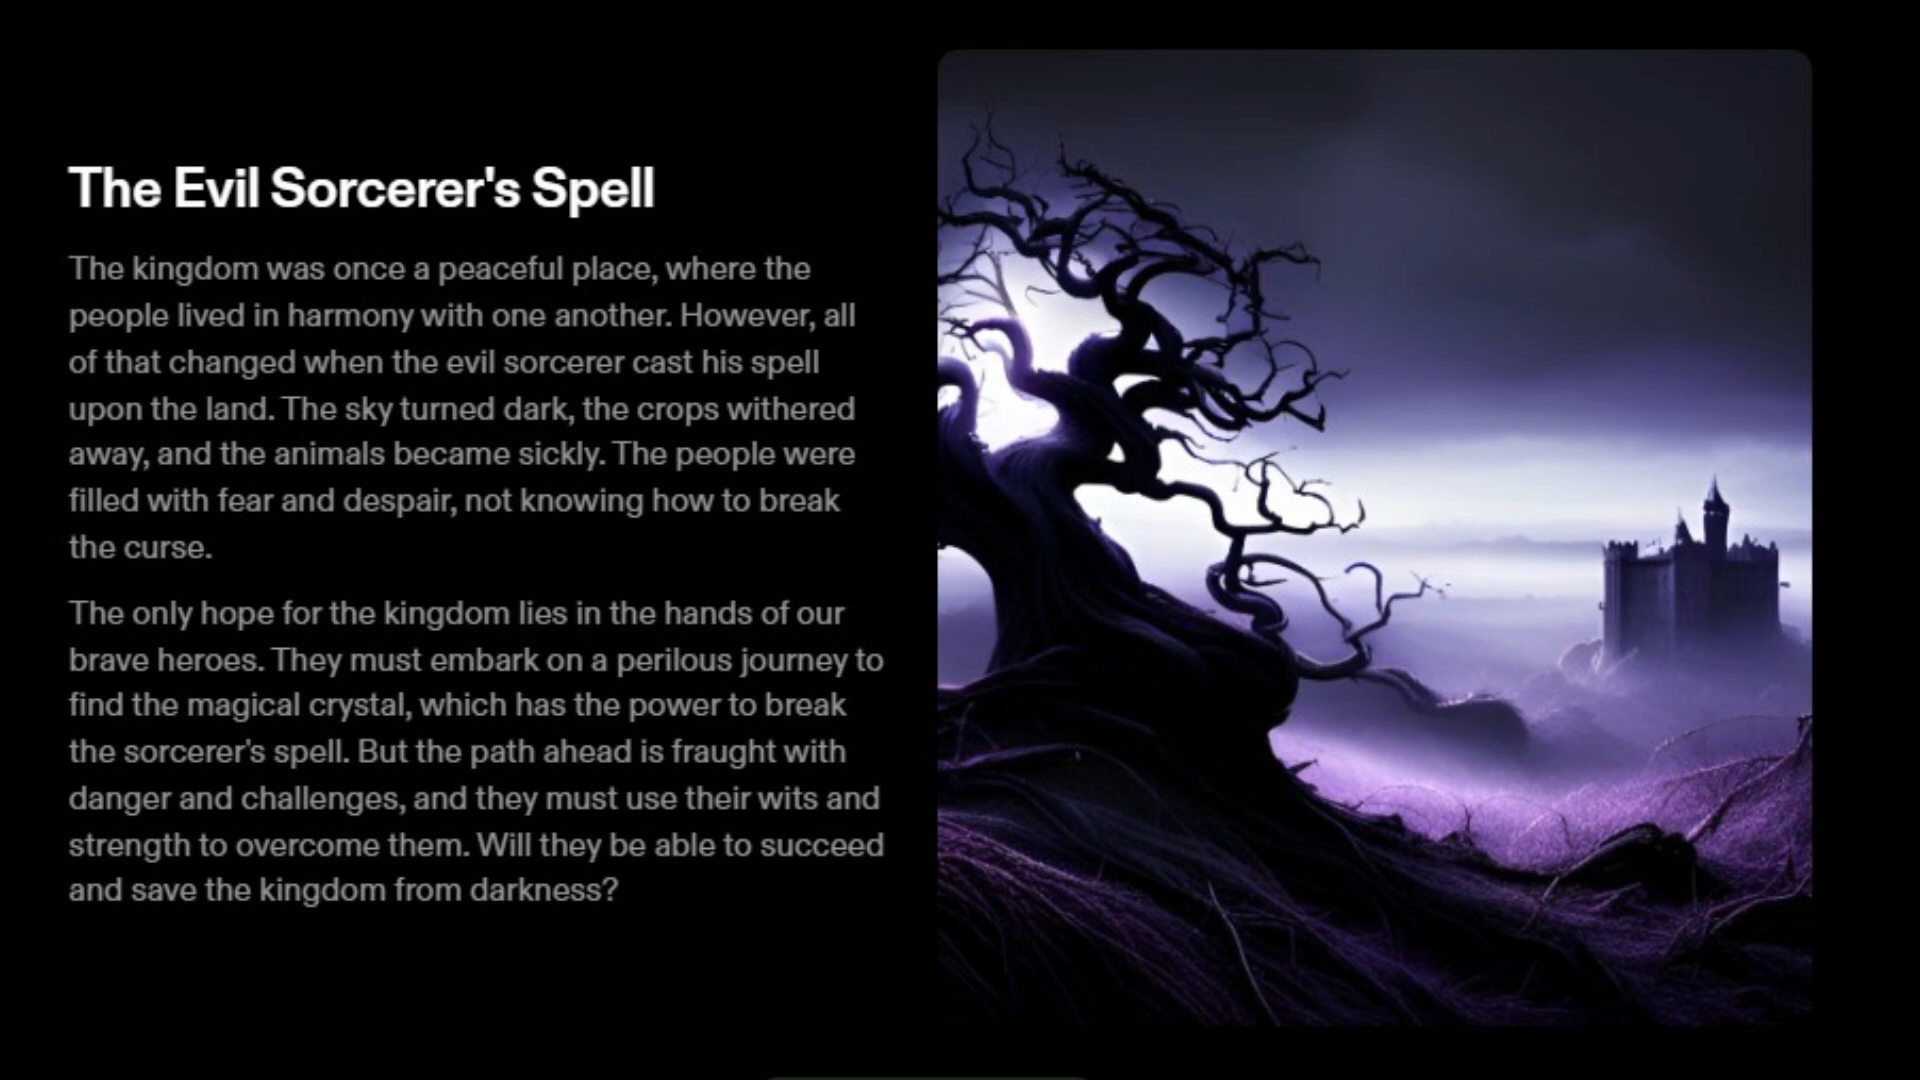 The Evil Sorcerer's Spell
The kingdom was once a peaceful place, where the
people lived in harmony with one another. However, all
of that changed when the evil sorcerer cast his spell
upon the land. The sky turned dark, the crops withered
away, and the animals became sickly. The people were
filled with fear and despair, not knowing how to break
the curse.
The only hope for the kingdom lies in the hands of our
brave heroes. They must embark on a perilous journey to
find the magical crystal, which has the power to break
the sorcerer's spell. But the path ahead is fraught with
danger and challenges, and they must use their wits and
strength to overcome them. Will they be able to succeed
and save the kingdom from darkness?